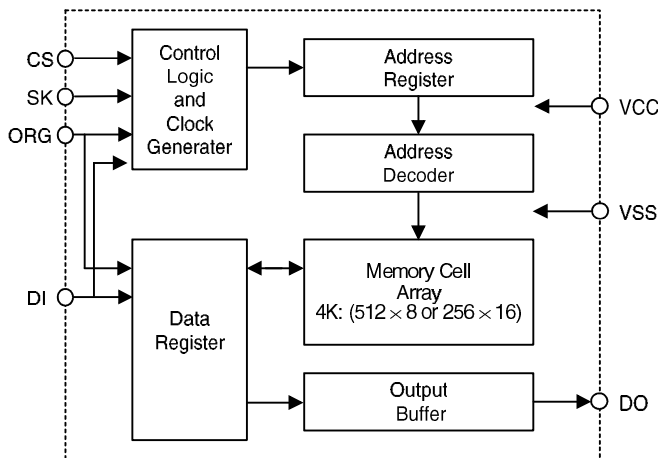 CS
SK
ORG
DI
Control
Logic
and
Clock
Generater
Address
Register
Address
Decoder
VCC
VSS
Data
Register
Memory Cell
Array
4K: (512 × 8 or 256 × 16)
Output
Buffer
DO